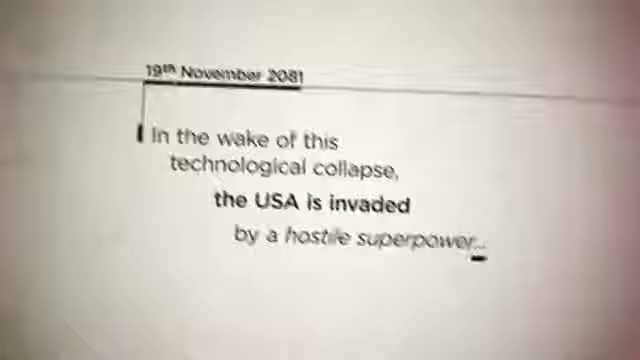 19th November 2081
In the wake of this
technological collapse,
the USA is invaded
by a hostile superpower...